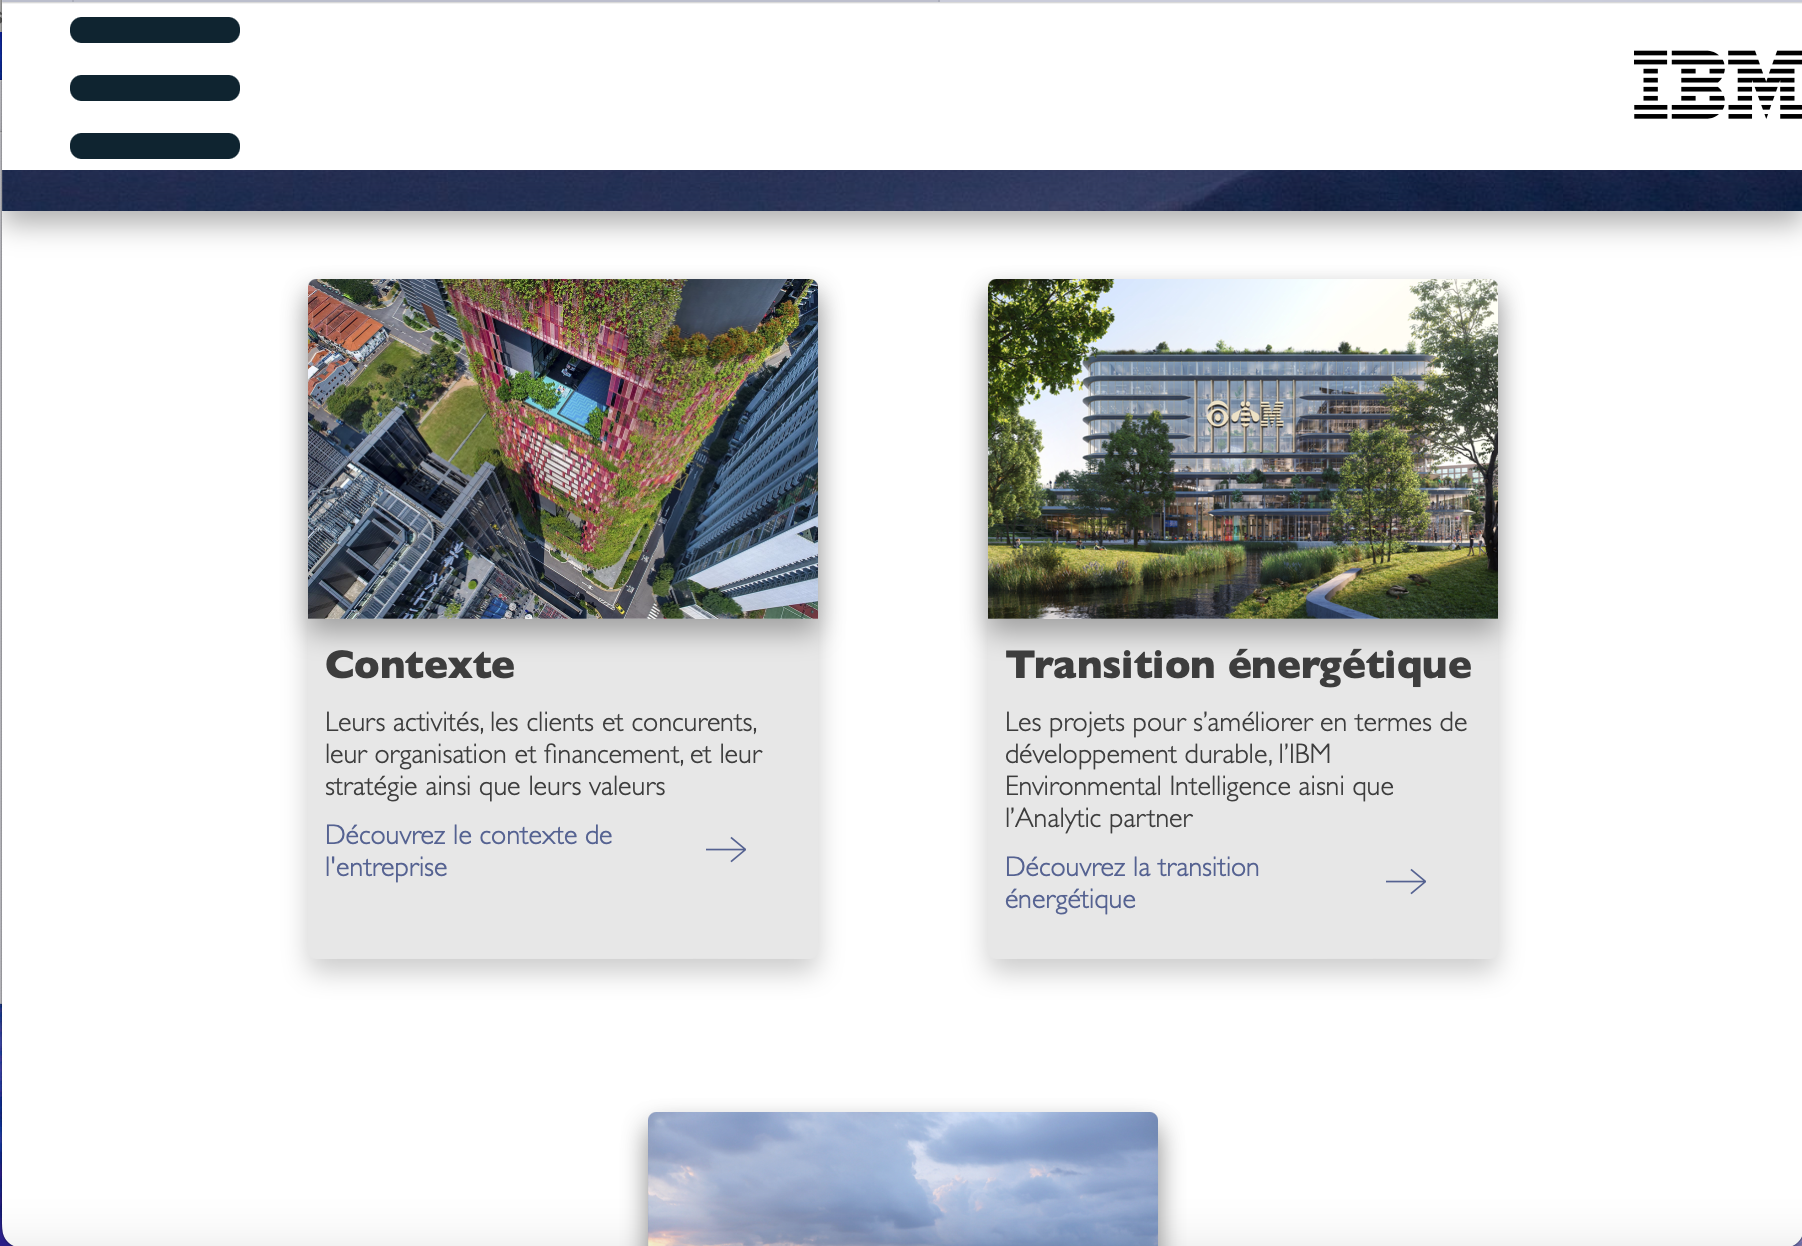 IBM
Contexte
Leurs activités, les clients et concurents,
leur organisation et financement, et leur
stratégie ainsi que leurs valeurs
Découvrez le contexte de
l'entreprise
Transition énergétique
Les projets pour s’améliorer en termes de
développement durable, l’IBM
Environmental Intelligence aisni que
l’Analytic partner
Découvrez la transition
énergétique